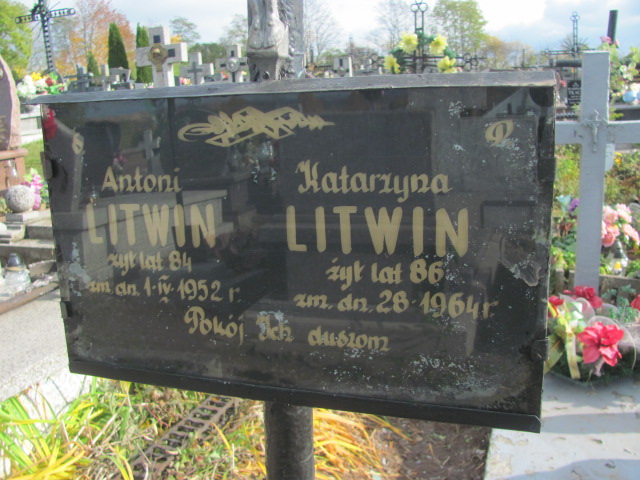 Antoni
LITWIN
żył lat 84
zm dn. 1-IV-1952 r.
Katarzyna
LITWIN
żył lat 86
zm. dn. 28 1964 r
Pokój Ich duszom